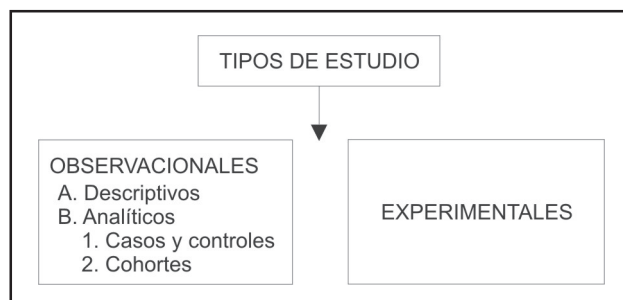 TIPOS DE ESTUDIO
OBSERVACIONALES
A. Descriptivos
B. Analíticos
1. Casos y controles
2. Cohortes
EXPERIMENTALES